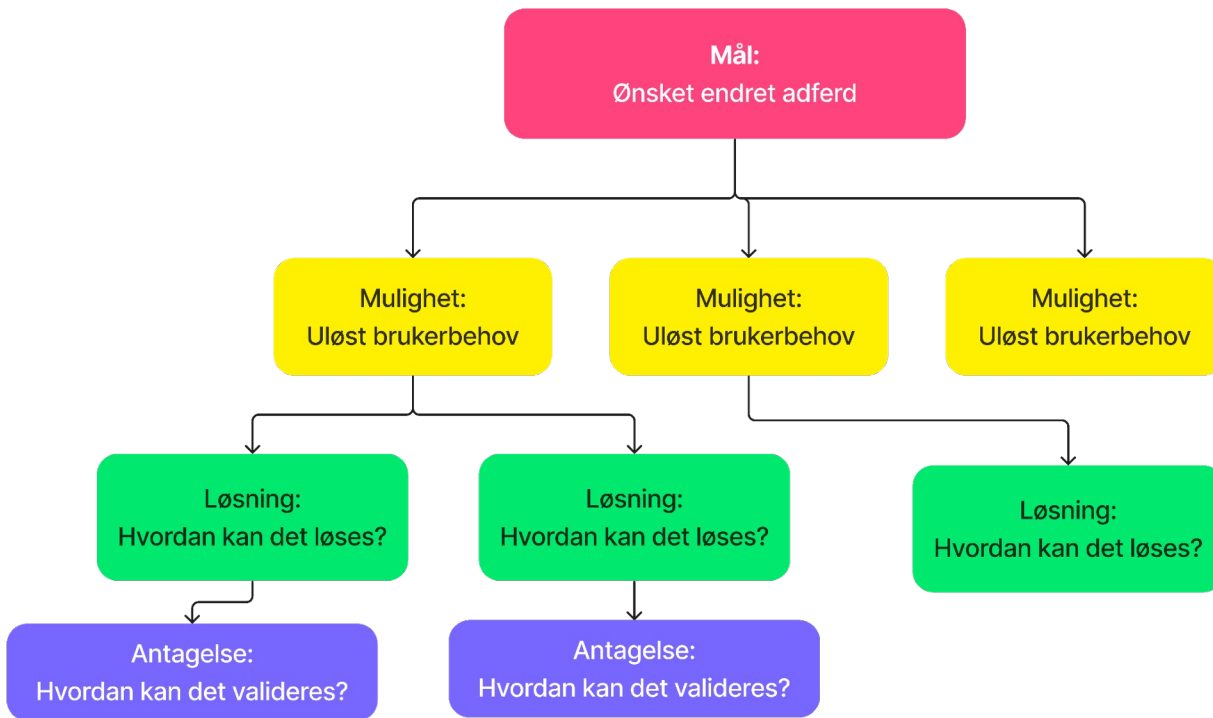 Mål:
Ønsket endret adferd
Mulighet:
Uløst brukerbehov
Mulighet:
Uløst brukerbehov
Mulighet:
Uløst brukerbehov
Løsning:
Hvordan kan det løses?
Løsning:
Hvordan kan det løses?
Løsning:
Hvordan kan det løses?
Antagelse:
Hvordan kan det valideres?
Antagelse:
Hvordan kan det valideres?